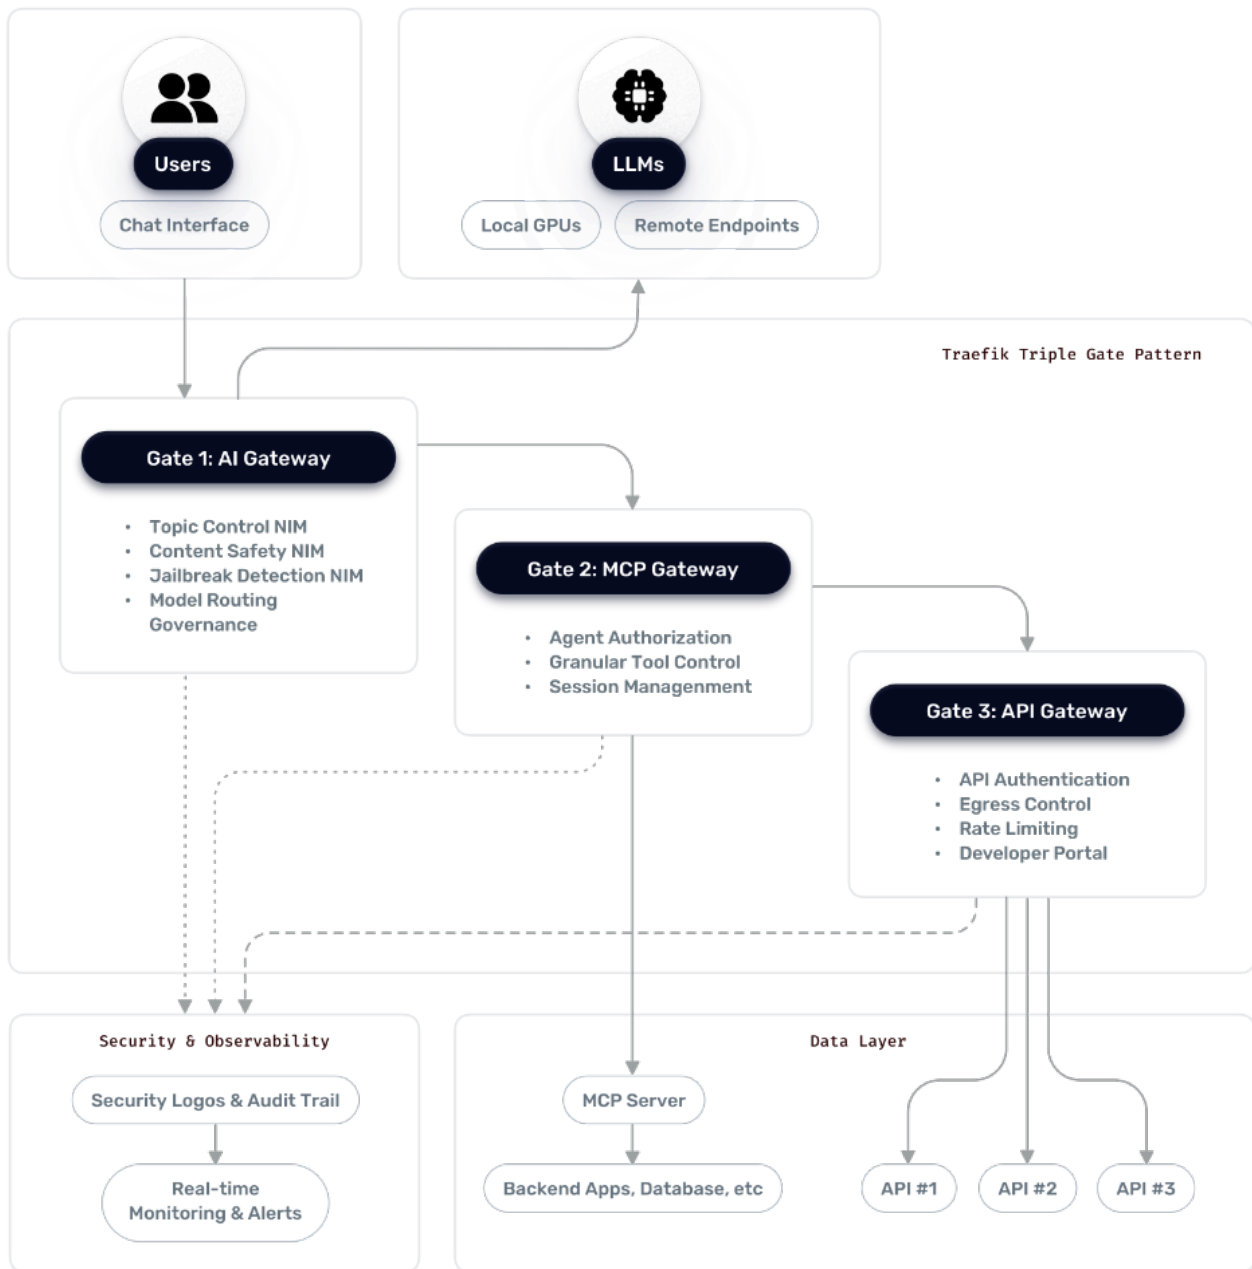 Users
Chat Interface
LLMs
Local GPUs
Remote Endpoints
Traefik Triple Gate Pattern
Gate 1: AI Gateway
• Topic Control NIM
• Content Safety NIM
• Jailbreak Detection NIM
• Model Routing
Governance
Gate 2: MCP Gateway
• Agent Authorization
• Granular Tool Control
• Session Managenment
Gate 3: API Gateway
• API Authentication
• Egress Control
• Rate Limiting
• Developer Portal
Security & Observability
Security Logos & Audit Trail
Real-time
Monitoring & Alerts
Data Layer
MCP Server
Backend Apps, Database, etc
API #1
API #2
API #3